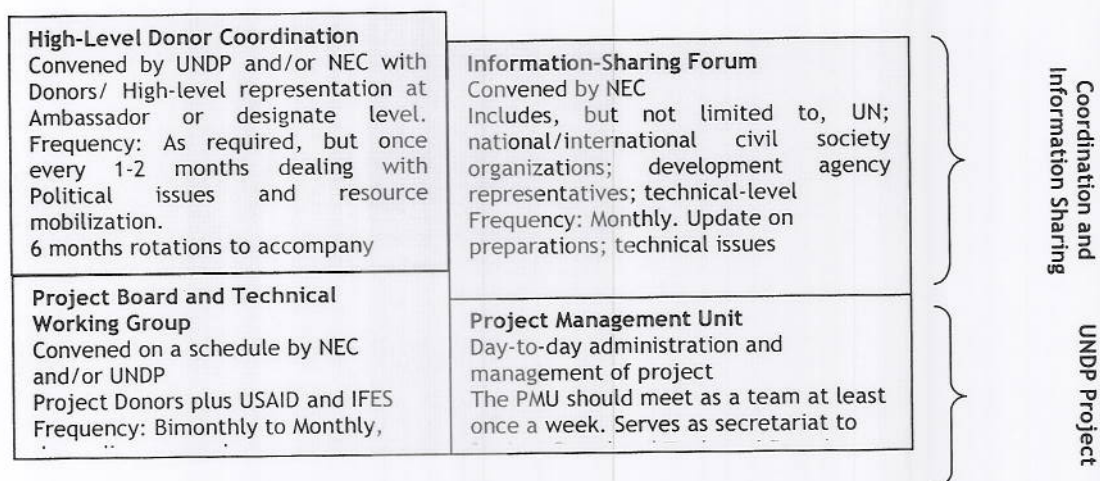 High-Level Donor Coordination
Convened by UNDP and/or NEC with
Donors/ High-level representation at
Ambassador or designate level.
Frequency: As required, but once
every 1-2 months dealing with
Political issues and resource
mobilization.
6 months rotations to accompany
Information-Sharing Forum
Convened by NEC
Includes, but not limited to, UN;
national/international civil society
organizations; development agency
representatives; technical-level
Frequency: Monthly. Update on
preparations; technical issues
Coordination and
Information Sharing
Project Board and Technical
Working Group
Convened on a schedule by NEC
and/or UNDP
Project Donors plus USAID and IFES
Frequency: Bimonthly to Monthly,
Project Management Unit
Day-to-day administration and
management of project
The PMU should meet as a team at least
once a week. Serves as secretariat to
UNDP Project